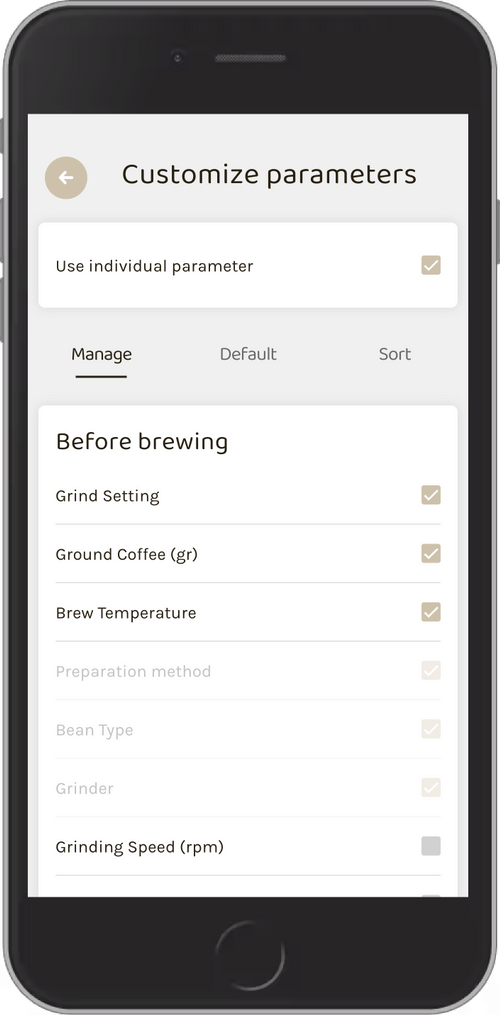 Customize parameters
Use individual parameter
Manage Default Sort
Before brewing
Grind Setting
Ground Coffee (gr)
Brew Temperature
Preparation method
Bean Type
Grinder
Grinding Speed (rpm)